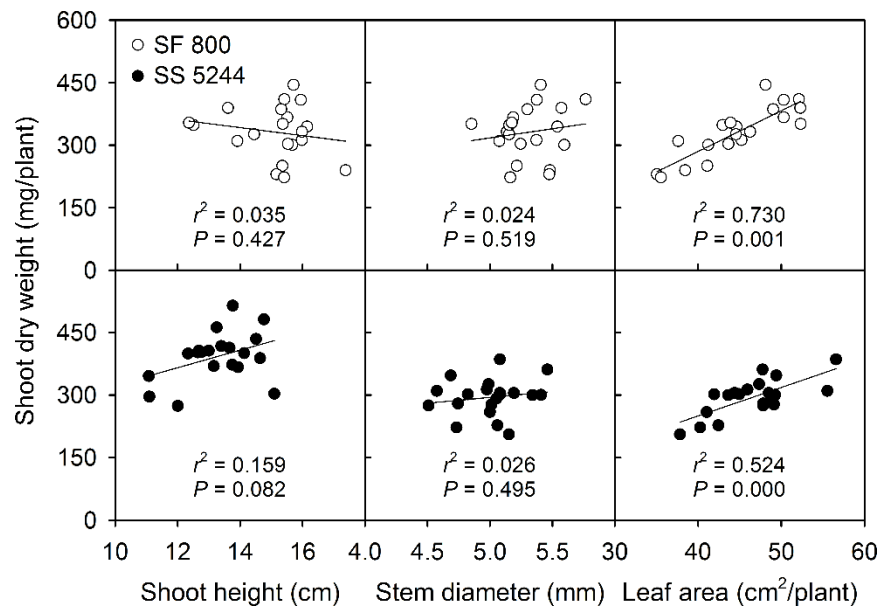 600
450
300
150
0
SF 800
SS 5244
r² = 0.035
P = 0.427
r² = 0.024
P = 0.519
r² = 0.730
P = 0.001
Shoot dry weight (mg/plant)
450
300
150
0
r² = 0.159
P = 0.082
r² = 0.026
P = 0.495
r² = 0.524
P = 0.000
10 12 14 16 4.0 4.5 5.0 5.5 30 40 50 60
Shoot height (cm) Stem diameter (mm) Leaf area (cm²/plant)